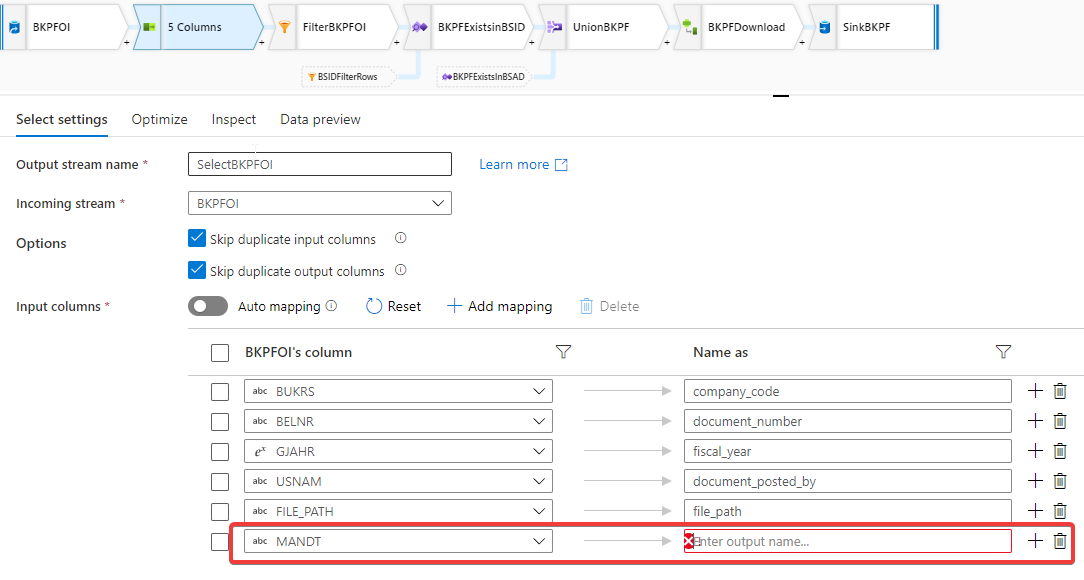 BKPFOI
5 Columns
FilterBKPFOI
BKPFExistsinBSID
UnionBKPF
BKPFDownload
SinkBKPF
+ + + + + +
BSIDFilterRows
BKPFExistsInBSAD
Select settings Optimize Inspect Data preview
Output stream name * SelectBKPFOI Learn more
Incoming stream * BKPFOI
Options Skip duplicate input columns
Skip duplicate output columns
Input columns * Auto mapping Reset + Add mapping Delete
BKPFOI's column Name as
abc BUKRS company_code +
abc BELNR document_number +
eˣ GJAHR fiscal_year +
abc USNAM document_posted_by +
abc FILE_PATH file_path +
abc MANDT Enter output name... +